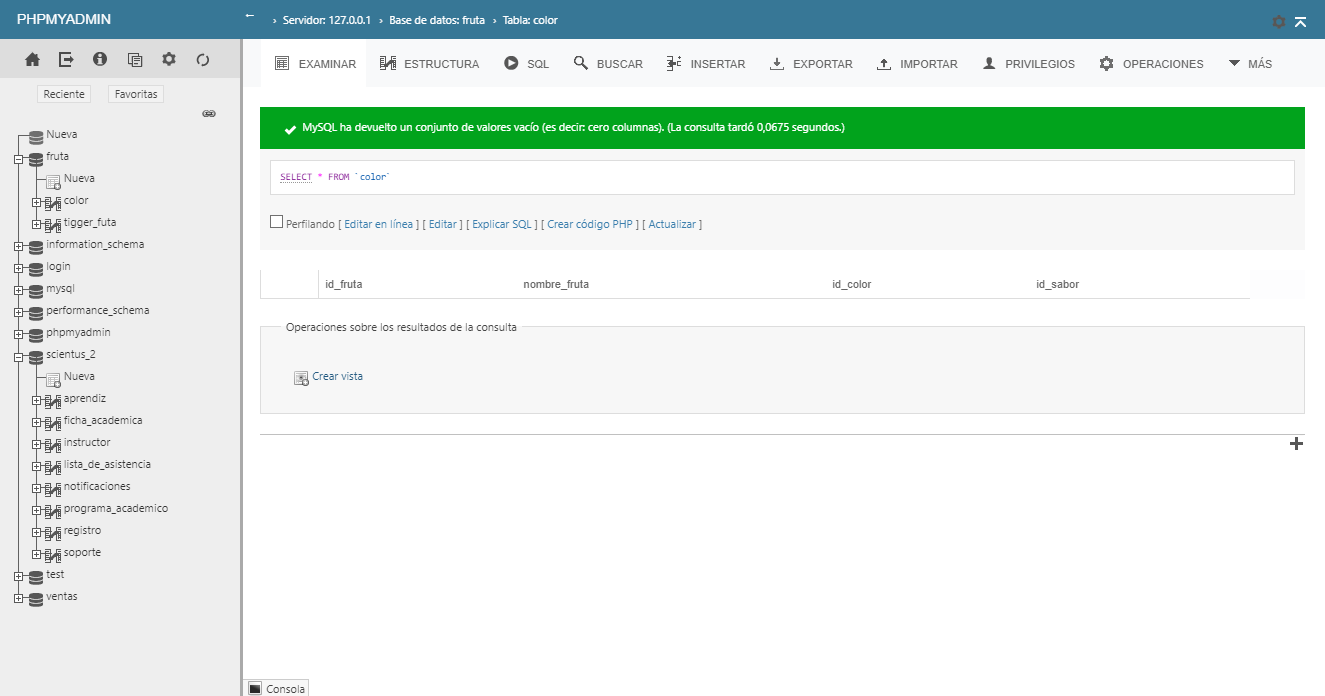 PHPMYADMIN
← › Servidor: 127.0.0.1 › Base de datos: fruta › Tabla: color
EXAMINAR ESTRUCTURA SQL BUSCAR INSERTAR EXPORTAR IMPORTAR PRIVILEGIOS OPERACIONES MÁS
Reciente Favoritas
Nueva
fruta
Nueva
color
tigger_futa
information_schema
login
mysql
performance_schema
phpmyadmin
scientus_2
Nueva
aprendiz
ficha_academica
instructor
lista_de_asistencia
notificaciones
programa_academico
registro
soporte
test
ventas
MySQL ha devuelto un conjunto de valores vacío (es decir: cero columnas). (La consulta tardó 0,0675 segundos.)
SELECT * FROM `color`
Perfilando [ Editar en línea ] [ Editar ] [ Explicar SQL ] [ Crear código PHP ] [ Actualizar ]
id_fruta nombre_fruta id_color id_sabor
Operaciones sobre los resultados de la consulta
Crear vista
Consola